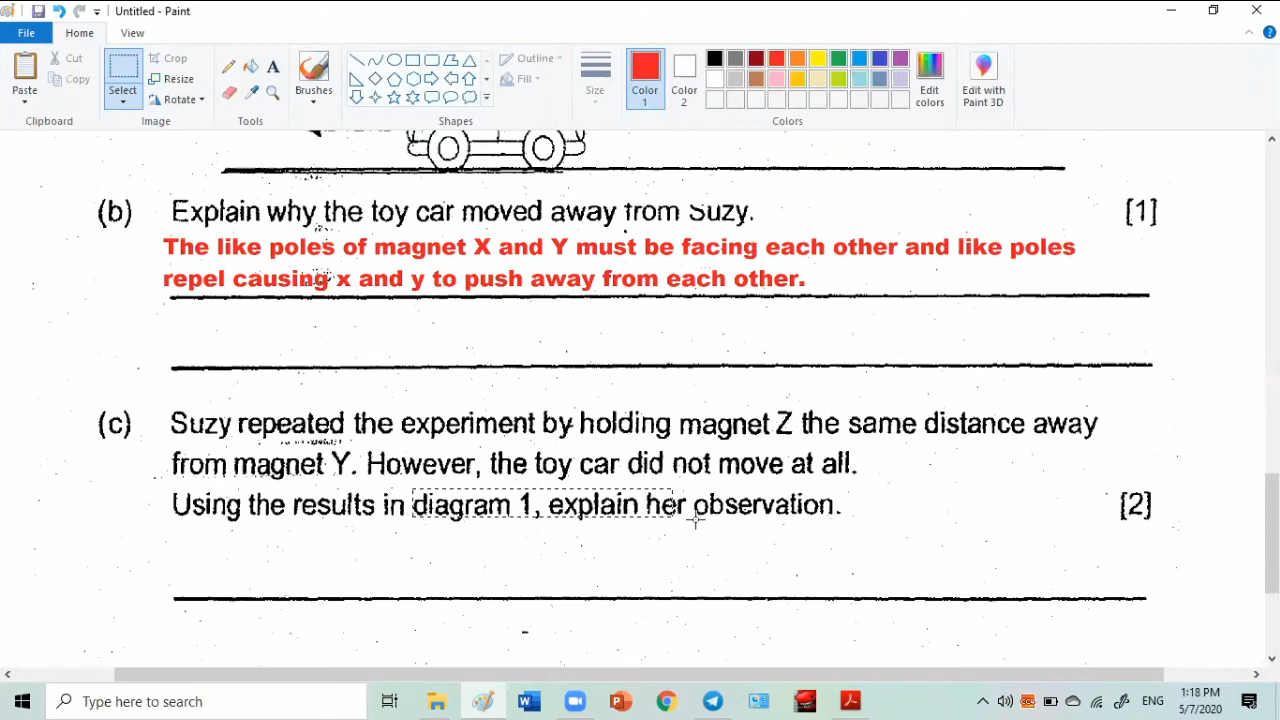 Untitled - Paint
File Home View
Paste Cut Copy Clipboard
Select Crop Resize Rotate Image
Tools
Brushes
Outline Fill Shapes
Size
Color 1 Color 2 Edit colors Edit with Paint 3D Colors
(b) Explain why the toy car moved away from Suzy. [1]
The like poles of magnet X and Y must be facing each other and like poles
repel causing x and y to push away from each other.
(c) Suzy repeated the experiment by holding magnet Z the same distance away
from magnet Y. However, the toy car did not move at all.
Using the results in diagram 1, explain her observation. [2]
Type here to search
ENG
1:18 PM
5/7/2020